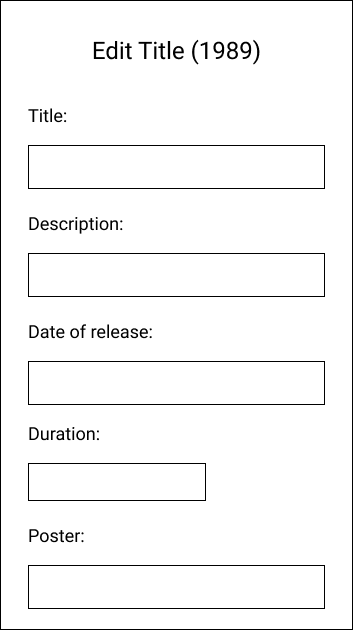 Edit Title (1989)
Title:
Description:
Date of release:
Duration:
Poster: